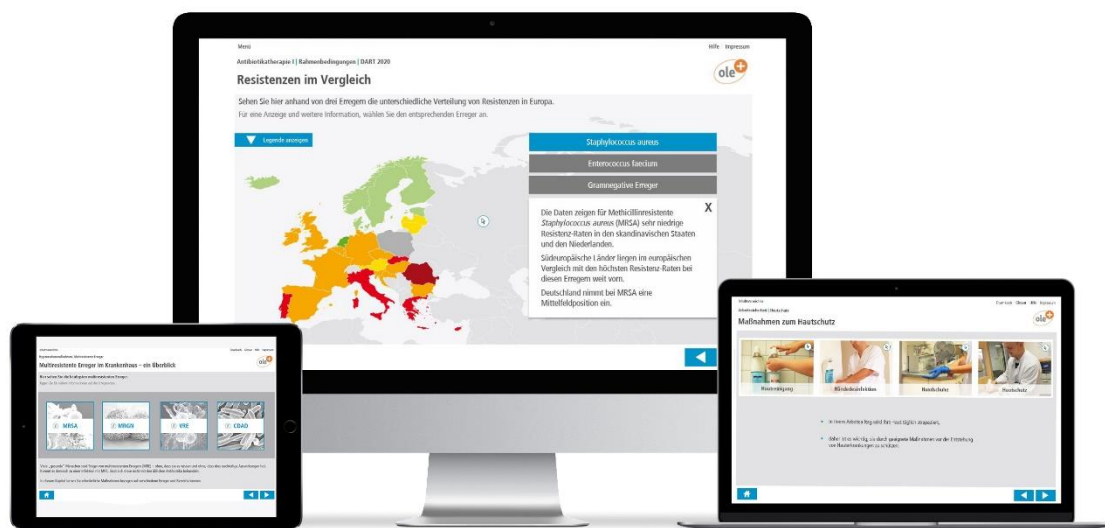 Menü
Hilfe Impressum
Antibiotikatherapie I | Rahmenbedingungen | DART 2020
Resistenzen im Vergleich
ole+
Sehen Sie hier anhand von drei Erregern die unterschiedliche Verteilung von Resistenzen in Europa.
Für eine Anzeige und weitere Information, wählen Sie den entsprechenden Erreger an.
Legende anzeigen
Staphylococcus aureus
Enterococcus faecium
Gramnegative Erreger
X
Die Daten zeigen für Methicillinresistente
Staphylococcus aureus (MRSA) sehr niedrige
Resistenz-Raten in den skandinavischen Staaten
und den Niederlanden.
Südeuropäische Länder liegen im europäischen
Vergleich mit den höchsten Resistenz-Raten bei
diesen Erregern weit vorn.
Deutschland nimmt bei MRSA eine
Mittelfeldposition ein.
Multiresistente Erreger im Krankenhaus – ein Überblick
MRSA
MRGN
VRE
CDAD
Glossar Hilfe Impressum
Maßnahmen zum Hautschutz
ole+
Hautreinigung
Händedesinfektion
Handschuhe
Hautschutz